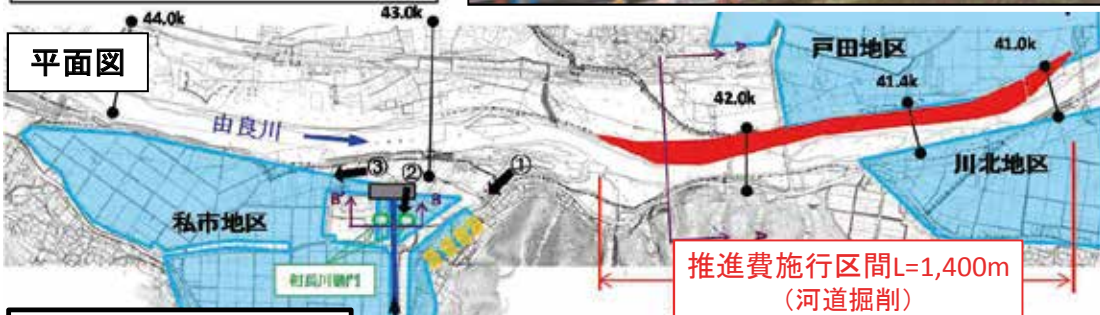 44.0k
43.0k
平面図
戸田地区
41.0k
41.4k
42.0k
由良川
①
③
②
川北地区
B
B
A
A
私市地区
推進費施行区間L=1,400m
(河道掘削)